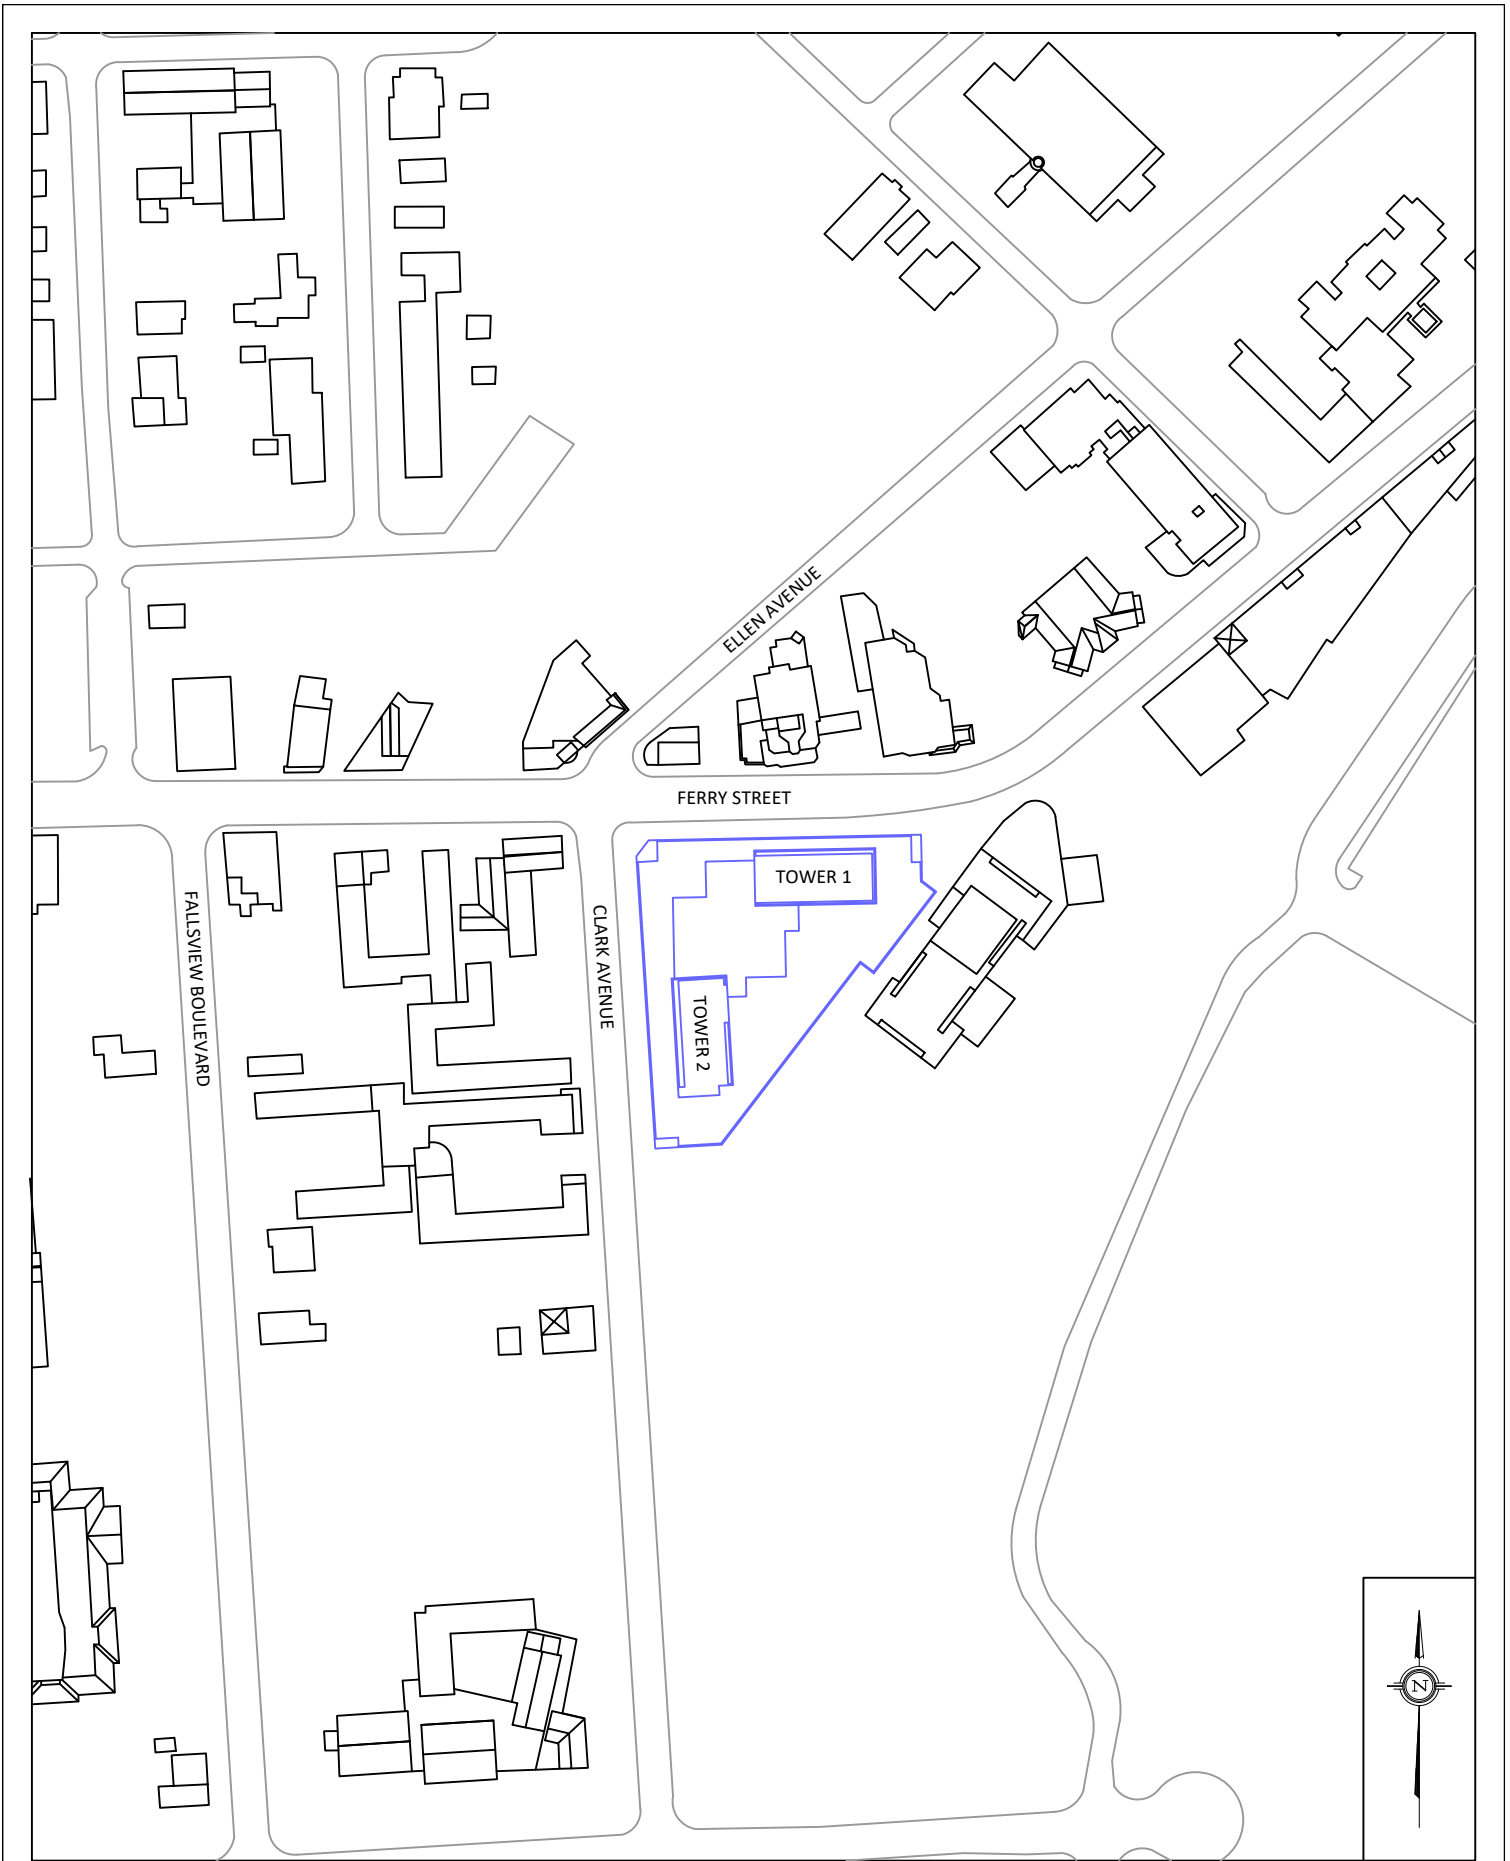 ELLEN AVENUE
FERRY STREET
TOWER 1
FALLSVIEW BOULEVARD
CLARK AVENUE
TOWER 2
N